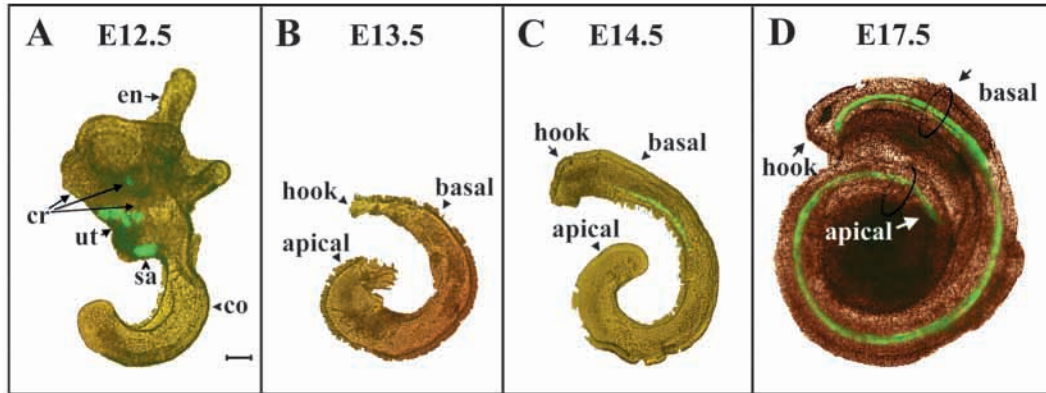 A E12.5
en
cr
ut
sa
co
B E13.5
hook
basal
apical
C E14.5
hook
basal
apical
D E17.5
basal
hook
apical